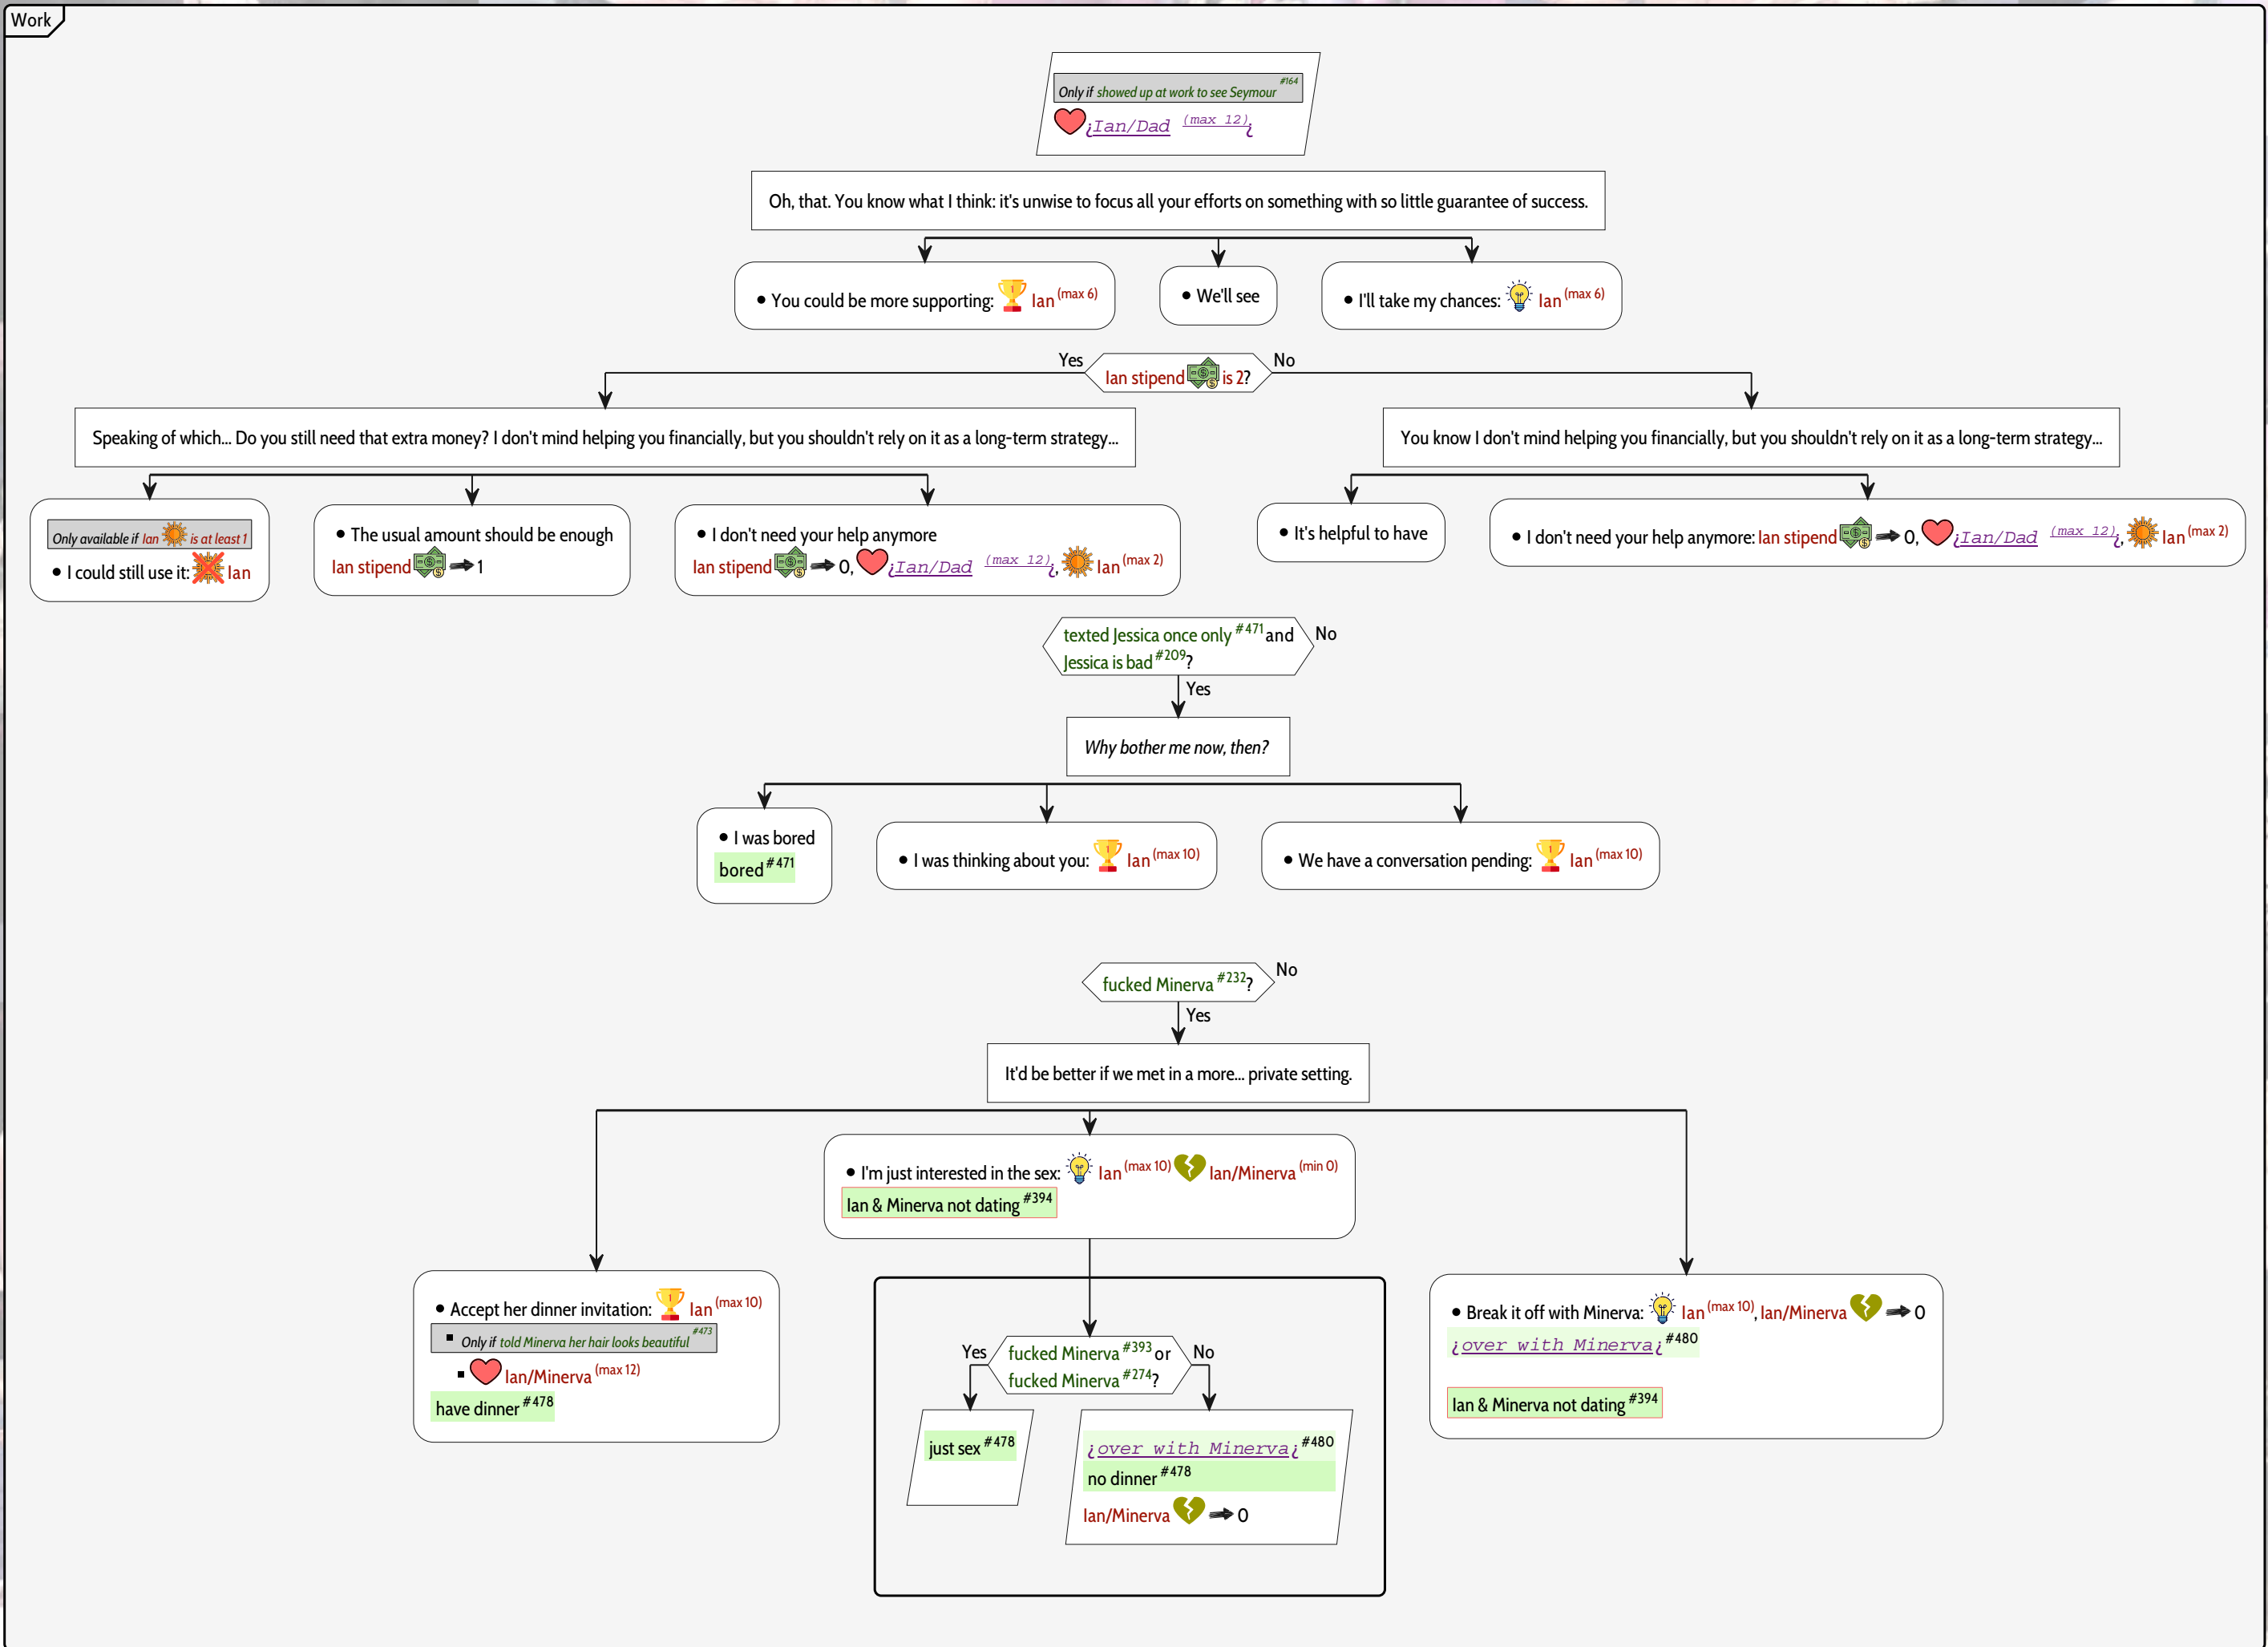 Work
Only if showed up at work to see Seymour #164
¿Ian/Dad (max 12)¿
Oh, that. You know what I think: it's unwise to focus all your efforts on something with so little guarantee of success.
• You could be more supporting: Ian (max 6)
• We'll see
• I'll take my chances: Ian (max 6)
Yes
Ian stipend is 2?
No
Speaking of which... Do you still need that extra money? I don't mind helping you financially, but you shouldn't rely on it as a long-term strategy...
You know I don't mind helping you financially, but you shouldn't rely on it as a long-term strategy...
Only available if Ian is at least 1
• I could still use it: Ian
• The usual amount should be enough
Ian stipend ➡ 1
• I don't need your help anymore
Ian stipend ➡ 0, ¿Ian/Dad (max 12)¿, Ian (max 2)
• It's helpful to have
• I don't need your help anymore: Ian stipend ➡ 0, ¿Ian/Dad (max 12)¿, Ian (max 2)
texted Jessica once only #471 and
Jessica is bad #209?
No
Yes
Why bother me now, then?
• I was bored
bored #471
• I was thinking about you: Ian (max 10)
• We have a conversation pending: Ian (max 10)
fucked Minerva #232?
No
Yes
It'd be better if we met in a more... private setting.
• I'm just interested in the sex: Ian (max 10) Ian/Minerva (min 0)
Ian & Minerva not dating #394
• Accept her dinner invitation: Ian (max 10)
▪ Only if told Minerva her hair looks beautiful #473
▪ Ian/Minerva (max 12)
have dinner #478
Yes
fucked Minerva #393 or
fucked Minerva #274?
No
just sex #478
¿over with Minerva¿ #480
no dinner #478
Ian/Minerva ➡ 0
• Break it off with Minerva: Ian (max 10), Ian/Minerva ➡ 0
¿over with Minerva¿ #480
Ian & Minerva not dating #394